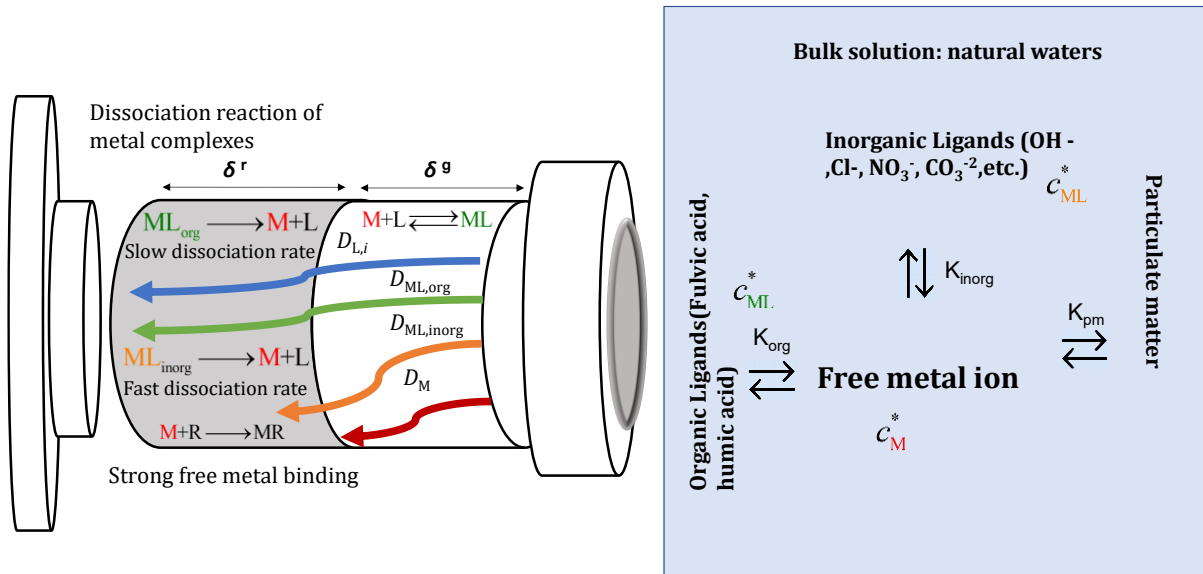 Dissociation reaction of
metal complexes
δ r
δ g
ML org ⟶ M+L
Slow dissociation rate
M+L ⇌ ML
D L,i
D ML,org
D ML,inorg
ML inorg ⟶ M+L
Fast dissociation rate
D M
M+R ⟶ MR
Strong free metal binding
Bulk solution: natural waters
Inorganic Ligands (OH -
,Cl-, NO₃⁻, CO₃⁻²,etc.)
c*ML
K inorg
Organic Ligands(Fulvic acid,
humic acid)
c*ML
K org
Free metal ion
c*M
K pm
Particulate matter